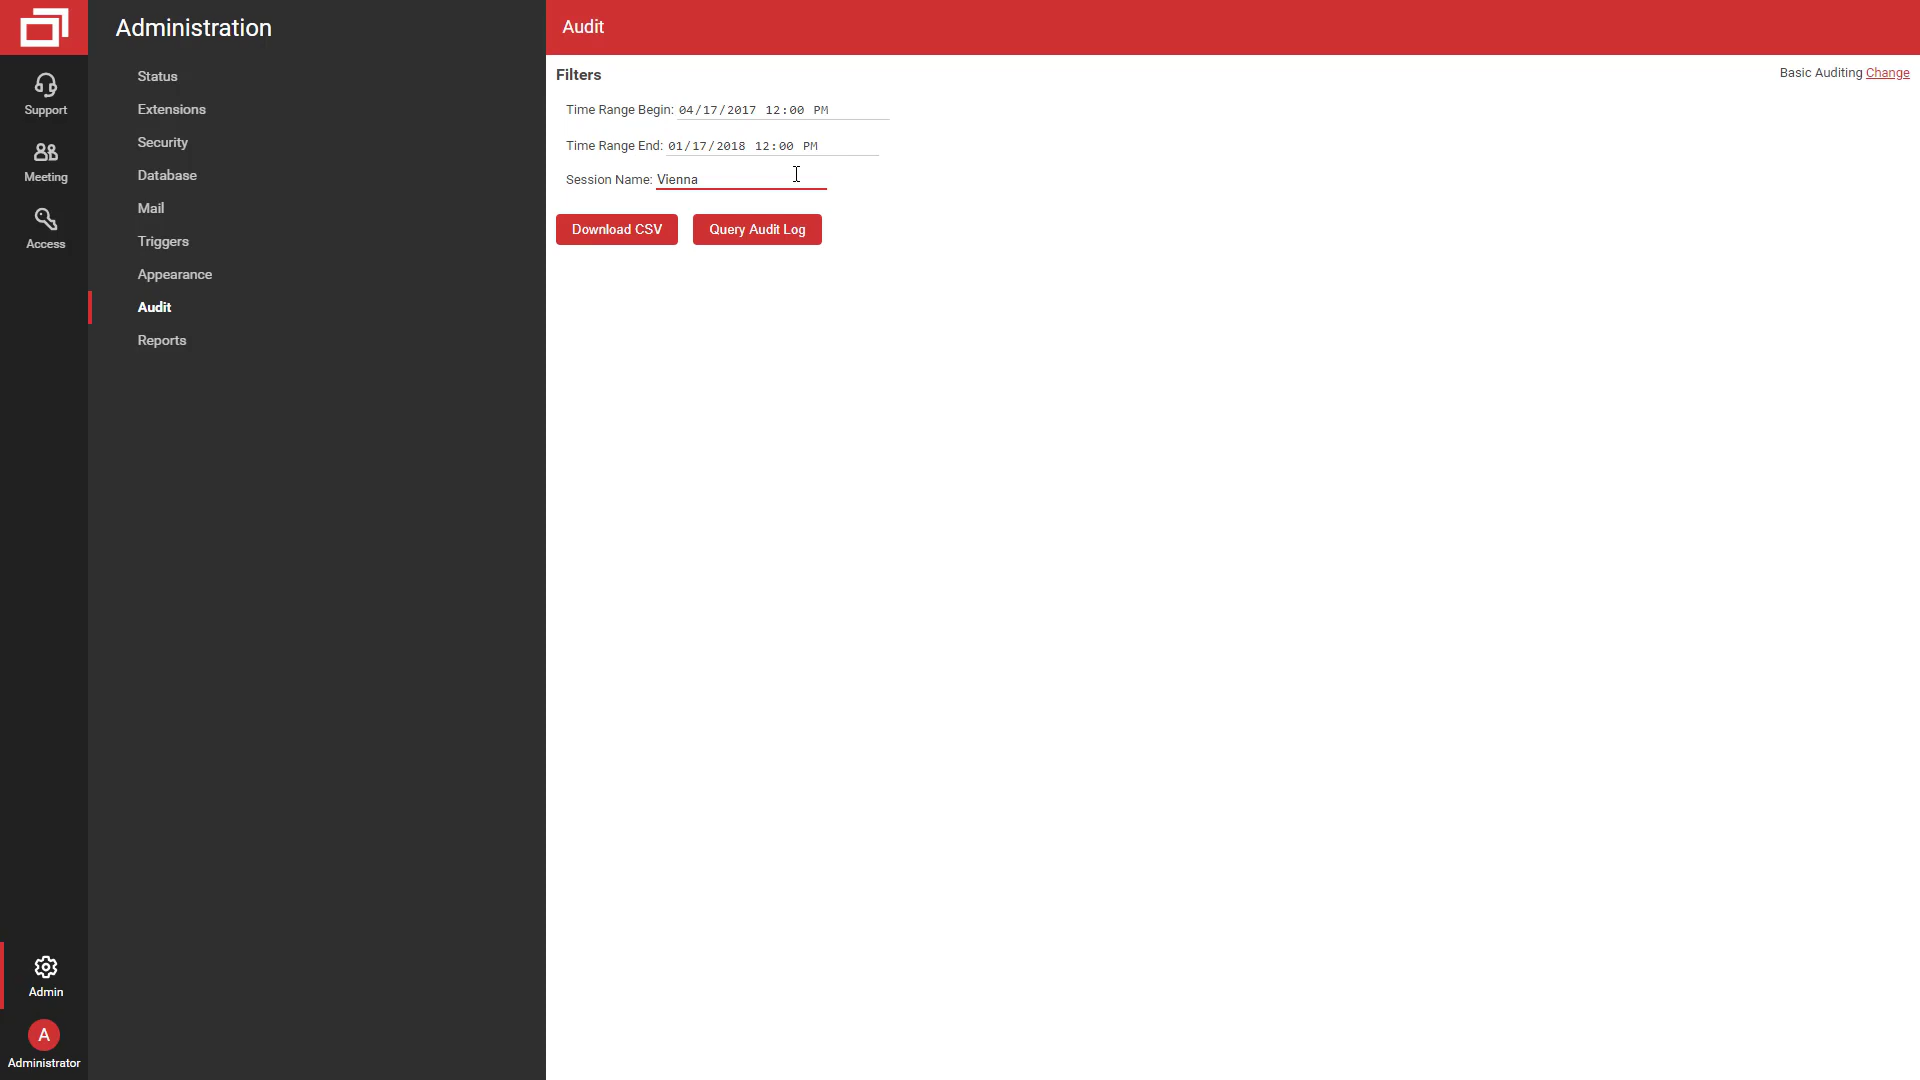 Administration
Audit
Support
Meeting
Access
Status
Extensions
Security
Database
Mail
Triggers
Appearance
Audit
Reports
Filters
Basic Auditing Change
Time Range Begin: 04/17/2017 12:00 PM
Time Range End: 01/17/2018 12:00 PM
Session Name: Vienna
Download CSV
Query Audit Log
Admin
A
Administrator